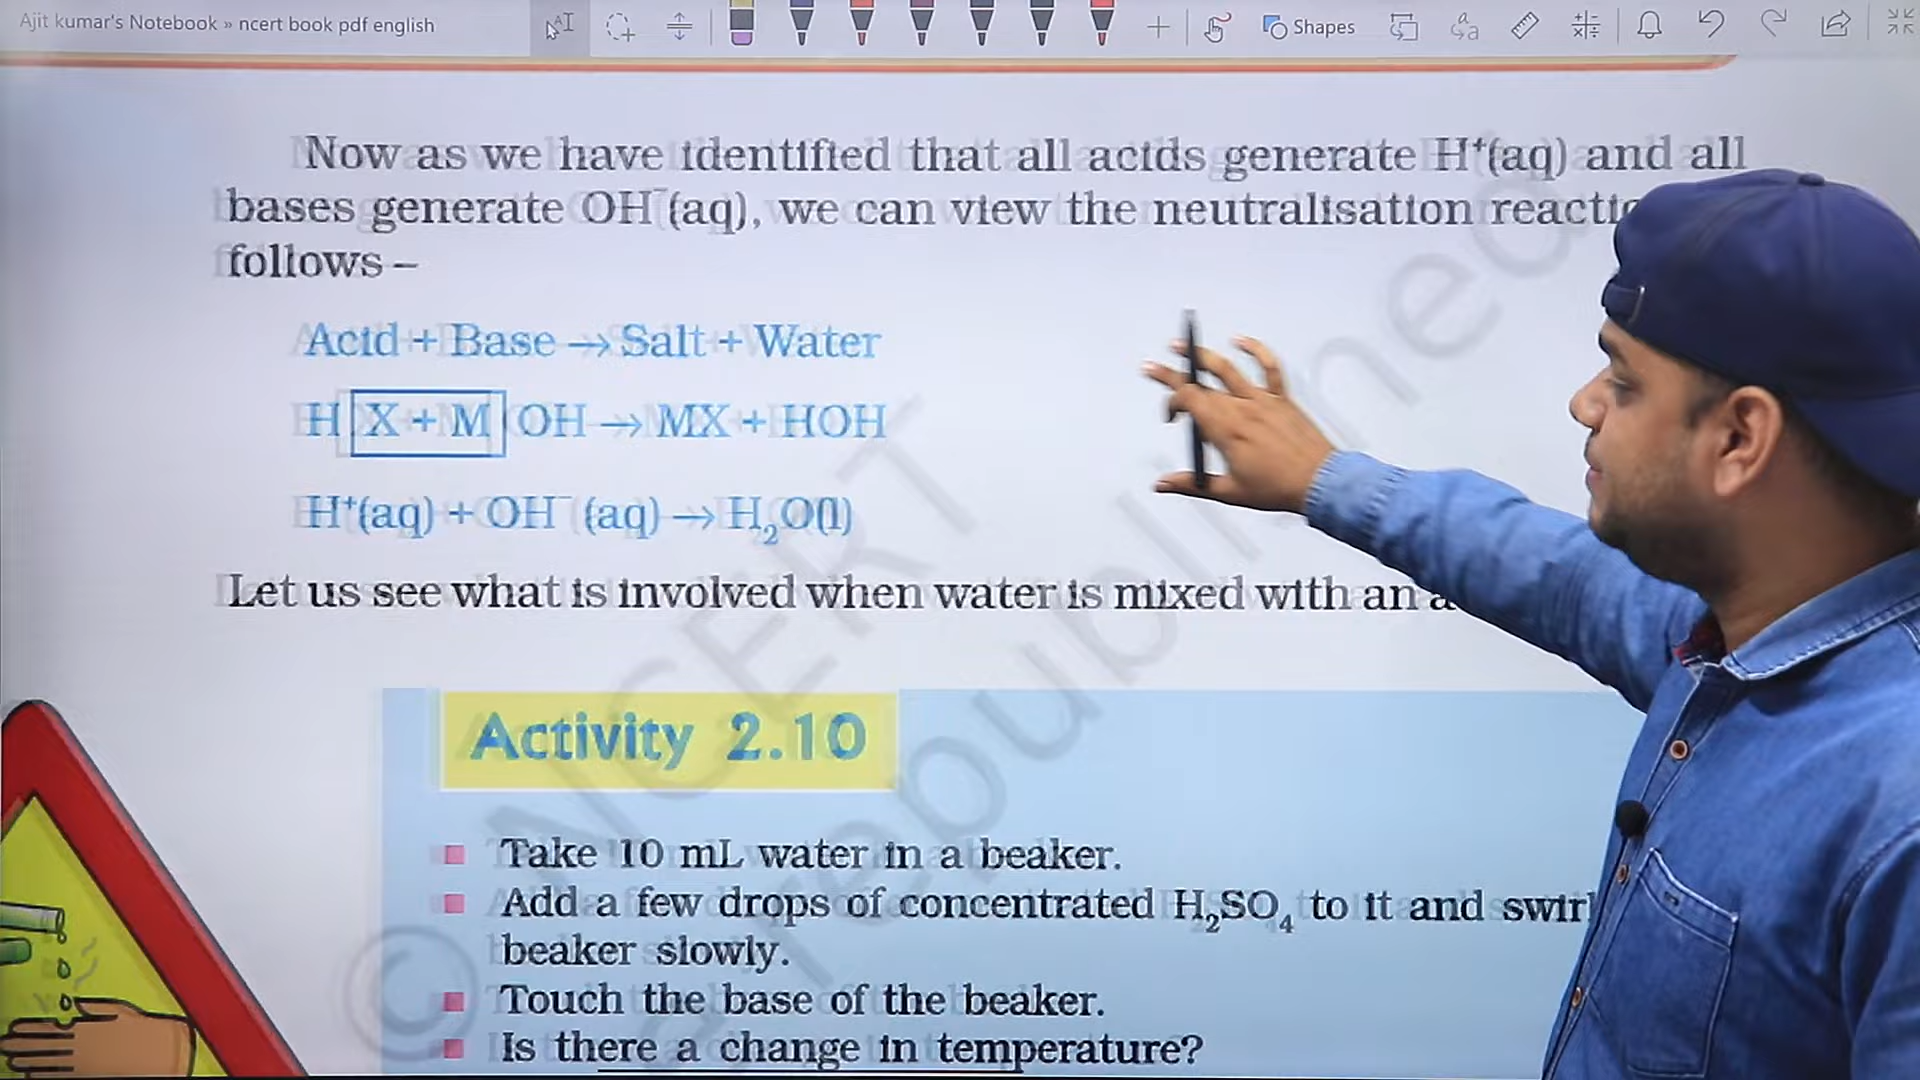 Ajit kumar's Notebook » ncert book pdf english
Shapes
Now as we have identified that all acids generate H⁺(aq) and all
bases generate OH⁻(aq), we can view the neutralisation
follows –
Acid + Base → Salt + Water
H X + M OH → MX + HOH
H⁺(aq) + OH⁻ (aq) → H₂O(l)
Let us see what is involved when water is mixed with an
Activity 2.10
Take 10 mL water in a beaker.
Add a few drops of concentrated H₂SO₄ to it and swirl
beaker slowly.
Touch the base of the beaker.
Is there a change in temperature?
© NCERT
republished